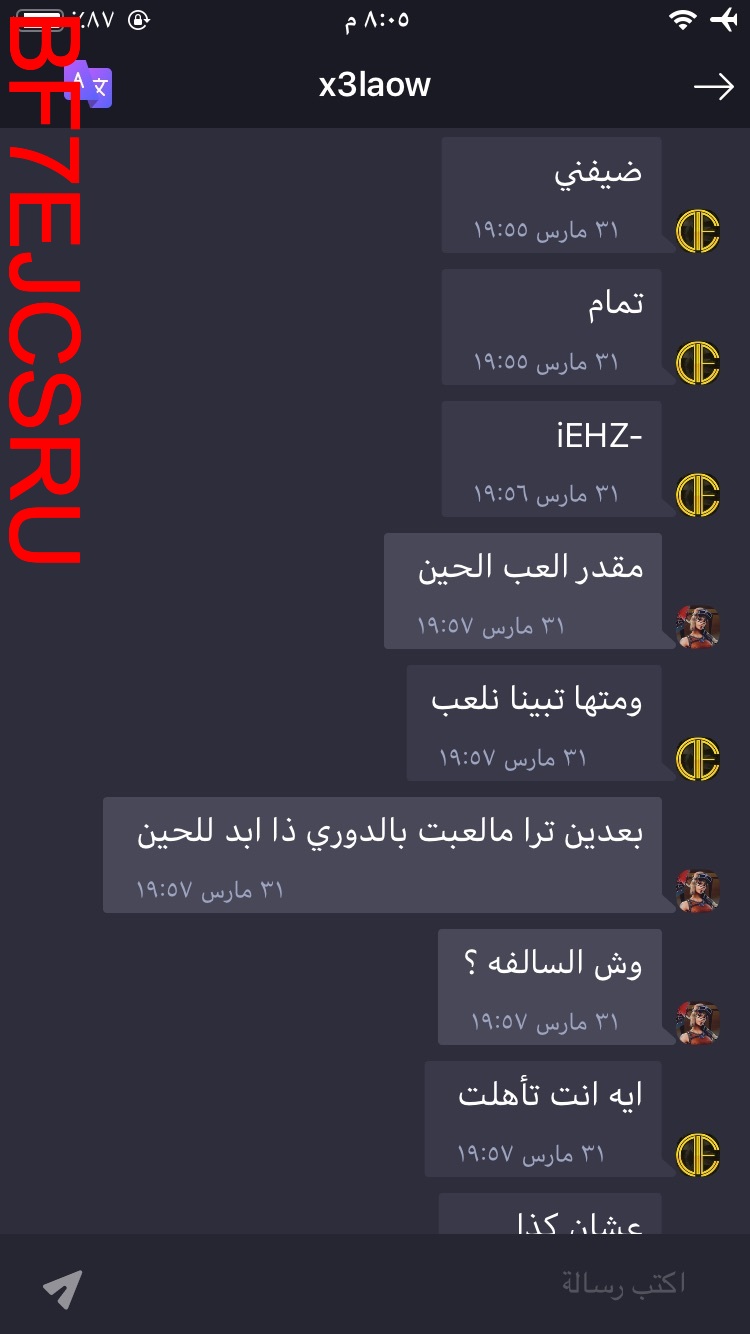 ٪٨٧
٨:٠٥ م
x3laow
BF7EJCSRU
ضيفني
٣١ مارس ١٩:٥٥
تمام
٣١ مارس ١٩:٥٥
iEHZ-
٣١ مارس ١٩:٥٦
مقدر العب الحين
٣١ مارس ١٩:٥٧
ومتها تبينا نلعب
٣١ مارس ١٩:٥٧
بعدين ترا مالعبت بالدوري ذا ابد للحين
٣١ مارس ١٩:٥٧
وش السالفه ؟
٣١ مارس ١٩:٥٧
ايه انت تأهلت
٣١ مارس ١٩:٥٧
عشان كذا
اكتب رسالة